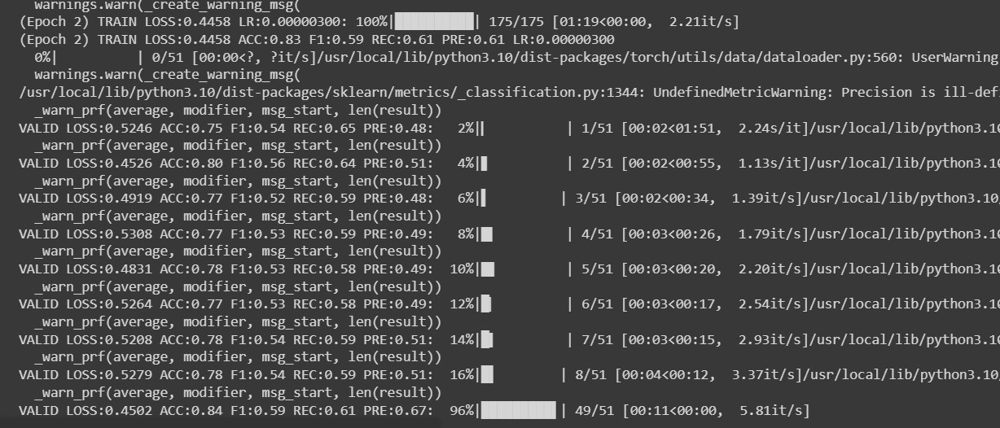 warnings.warn(_create_warning_msg(
(Epoch 2) TRAIN LOSS:0.4458 LR:0.00000300: 100%|██████████| 175/175 [01:19<00:00,  2.21it/s]
(Epoch 2) TRAIN LOSS:0.4458 ACC:0.83 F1:0.59 REC:0.61 PRE:0.61 LR:0.00000300
0%|          | 0/51 [00:00<?, ?it/s]/usr/local/lib/python3.10/dist-packages/torch/utils/data/dataloader.py:560: UserWarning
warnings.warn(_create_warning_msg(
/usr/local/lib/python3.10/dist-packages/sklearn/metrics/_classification.py:1344: UndefinedMetricWarning: Precision is ill-def
_warn_prf(average, modifier, msg_start, len(result))
VALID LOSS:0.5246 ACC:0.75 F1:0.54 REC:0.65 PRE:0.48:   2%|▏         | 1/51 [00:02<01:51,  2.24s/it]/usr/local/lib/python3.10
_warn_prf(average, modifier, msg_start, len(result))
VALID LOSS:0.4526 ACC:0.80 F1:0.56 REC:0.64 PRE:0.51:   4%|▍         | 2/51 [00:02<00:55,  1.13s/it]/usr/local/lib/python3.10
_warn_prf(average, modifier, msg_start, len(result))
VALID LOSS:0.4919 ACC:0.77 F1:0.52 REC:0.59 PRE:0.48:   6%|▌         | 3/51 [00:02<00:34,  1.39it/s]/usr/local/lib/python3.10/
_warn_prf(average, modifier, msg_start, len(result))
VALID LOSS:0.5308 ACC:0.77 F1:0.53 REC:0.59 PRE:0.49:   8%|▊         | 4/51 [00:03<00:26,  1.79it/s]/usr/local/lib/python3.10
_warn_prf(average, modifier, msg_start, len(result))
VALID LOSS:0.4831 ACC:0.78 F1:0.53 REC:0.58 PRE:0.49:  10%|▉         | 5/51 [00:03<00:20,  2.20it/s]/usr/local/lib/python3.10
_warn_prf(average, modifier, msg_start, len(result))
VALID LOSS:0.5264 ACC:0.77 F1:0.53 REC:0.58 PRE:0.49:  12%|█▏        | 6/51 [00:03<00:17,  2.54it/s]/usr/local/lib/python3.10
_warn_prf(average, modifier, msg_start, len(result))
VALID LOSS:0.5208 ACC:0.78 F1:0.54 REC:0.59 PRE:0.51:  14%|█▎        | 7/51 [00:03<00:15,  2.93it/s]/usr/local/lib/python3.10
_warn_prf(average, modifier, msg_start, len(result))
VALID LOSS:0.5279 ACC:0.78 F1:0.54 REC:0.59 PRE:0.51:  16%|█▌        | 8/51 [00:04<00:12,  3.37it/s]/usr/local/lib/python3.10/
_warn_prf(average, modifier, msg_start, len(result))
VALID LOSS:0.4502 ACC:0.84 F1:0.59 REC:0.61 PRE:0.67:  96%|█████████▌| 49/51 [00:11<00:00,  5.81it/s]